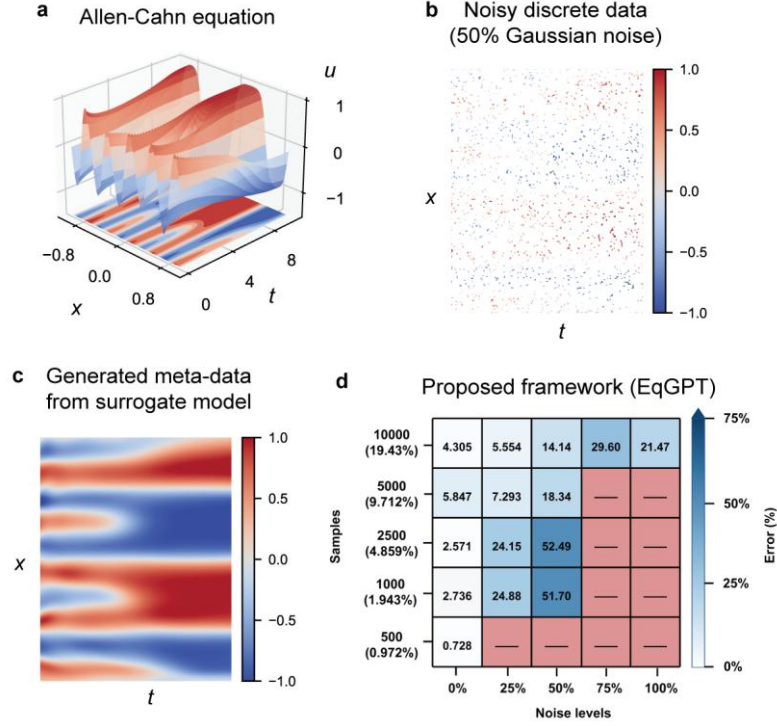 a Allen-Cahn equation
u
1
0
−1
−0.8
0.0
0.8
x
0
4
8
t
b Noisy discrete data
(50% Gaussian noise)
x
t
1.0
0.5
0.0
−0.5
−1.0
c Generated meta-data
from surrogate model
x
t
1.0
0.5
0.0
−0.5
−1.0
d Proposed framework (EqGPT)
Samples
10000
(19.43%)
4.305 5.554 14.14 29.60 21.47
5000
(9.712%)
5.847 7.293 18.34 — —
2500
(4.859%)
2.571 24.15 52.49 — —
1000
(1.943%)
2.736 24.88 51.70 — —
500
(0.972%)
0.728 — — — —
0% 25% 50% 75% 100%
Noise levels
75%
50%
25%
0%
Error (%)